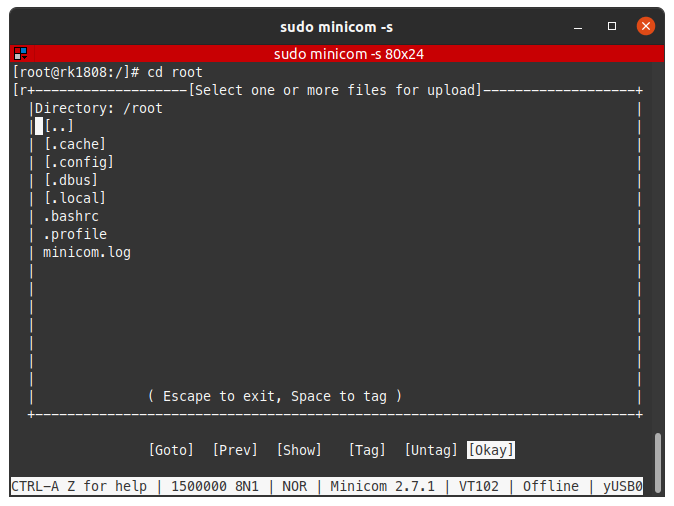 sudo minicom -s
sudo minicom -s 80x24
[root@rk1808:/]# cd root
[r+-------------------[Select one or more files for upload]-------------------+
|Directory: /root |
| [..] |
| [.cache] |
| [.config] |
| [.dbus] |
| [.local] |
| .bashrc |
| .profile |
| minicom.log |
| ( Escape to exit, Space to tag ) |
+----------------------------------------------------------------------------+
[Goto] [Prev] [Show] [Tag] [Untag] [Okay]
CTRL-A Z for help | 1500000 8N1 | NOR | Minicom 2.7.1 | VT102 | Offline | yUSB0